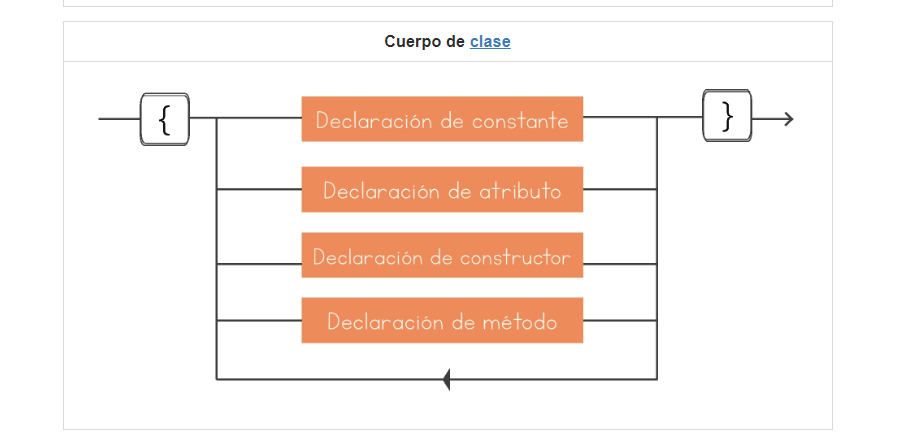 Cuerpo de clase
{
Declaración de constante
}
Declaración de atributo
Declaración de constructor
Declaración de método